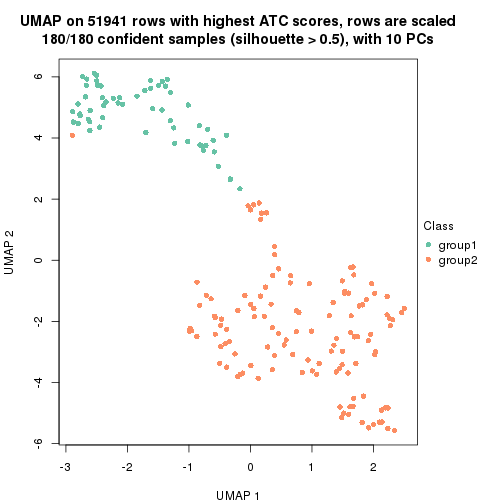 UMAP on 51941 rows with highest ATC scores, rows are scaled
180/180 confident samples (silhouette > 0.5), with 10 PCs
6
4
2
0
-2
-4
-6
UMAP 2
-3
-2
-1
0
1
2
UMAP 1
Class
group1
group2